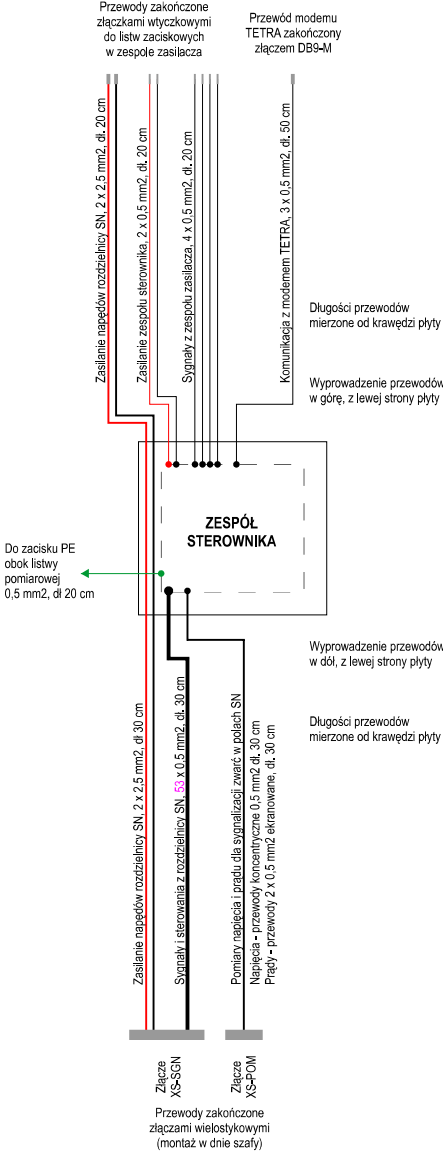 Przewody zakończone
złączkami wtyczkowymi
do listw zaciskowych
w zespole zasilacza
Przewód modemu
TETRA zakończony
złączem DB9-M
Zasilanie napędów rozdzielnicy SN, 2 x 2,5 mm2, dł. 20 cm
Zasilanie zespołu sterownika, 2 x 0,5 mm2, dł. 20 cm
Sygnały z zespołu zasilacza, 4 x 0,5 mm2, dł. 20 cm
Komunikacja z modemem TETRA, 3 x 0,5 mm2, dł. 50 cm
Długości przewodów
mierzone od krawędzi płyty
Wyprowadzenie przewodów
w górę, z lewej strony płyty
ZESPÓŁ
STEROWNIKA
Do zacisku PE
obok listwy
pomiarowej
0,5 mm2, dł 20 cm
Wyprowadzenie przewodów
w dół, z lewej strony płyty
Długości przewodów
mierzone od krawędzi płyty
Zasilanie napędów rozdzielnicy SN, 2 x 2,5 mm2, dł 30 cm
Sygnały i sterowania z rozdzielnicy SN, 53 x 0,5 mm2, dł. 30 cm
Pomiary napięcia i prądu dla sygnalizacji zwarć w polach SN
Napięcia - przewody koncentryczne 0,5 mm2 dł. 30 cm
Prądy - przewody 2 x 0,5 mm2 ekranowane, dł. 30 cm
Złącze
XS-SGN
Złącze
XS-POM
Przewody zakończone
złączami wielostykowymi
(montaż w dnie szafy)